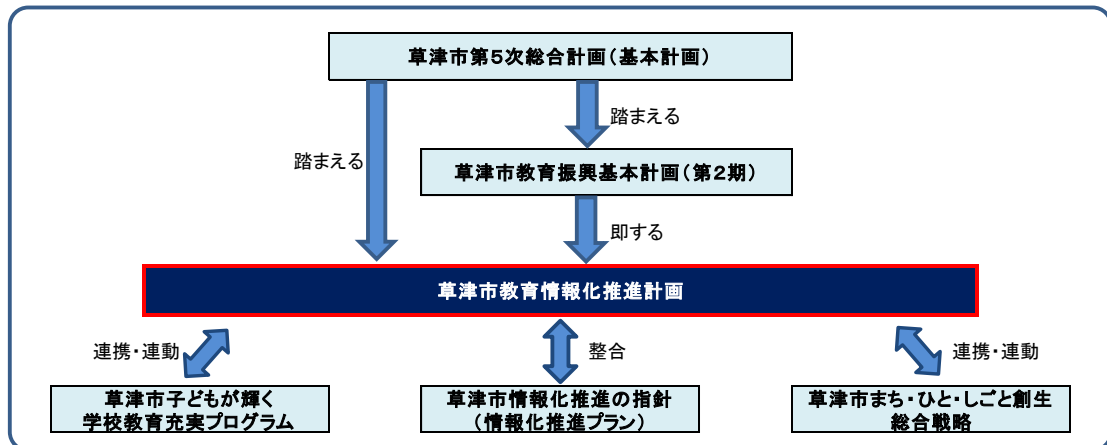 草津市第5次総合計画(基本計画)
踏まえる
踏まえる
草津市教育振興基本計画(第2期)
即する
草津市教育情報化推進計画
連携・連動
整合
連携・連動
草津市子どもが輝く
学校教育充実プログラム
草津市情報化推進の指針
(情報化推進プラン)
草津市まち・ひと・しごと創生
総合戦略